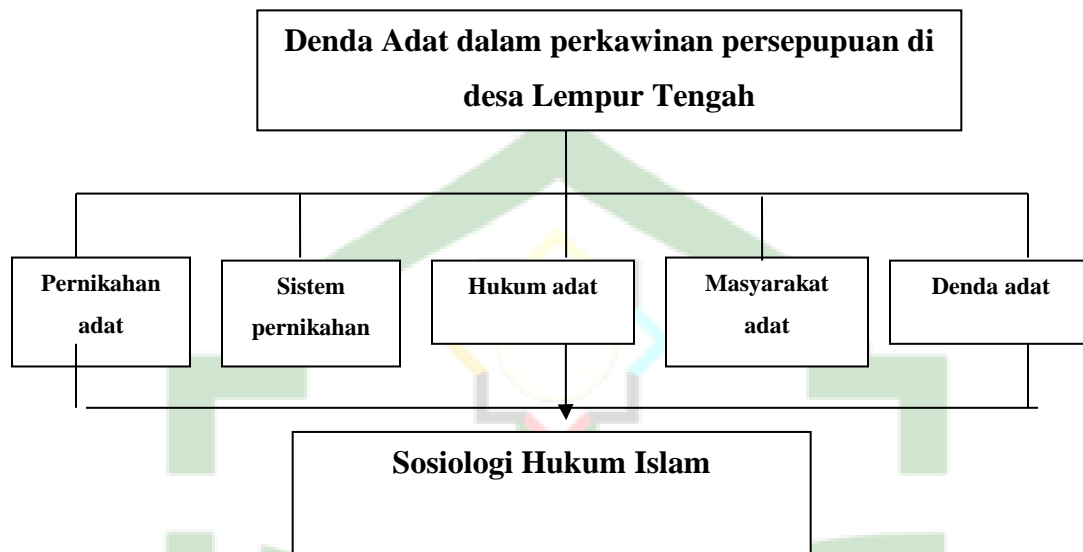 Denda Adat dalam perkawinan persepupuan di
desa Lempur Tengah
Pernikahan
adat
Sistem
pernikahan
Hukum adat
Masyarakat
adat
Denda adat
Sosiologi Hukum Islam